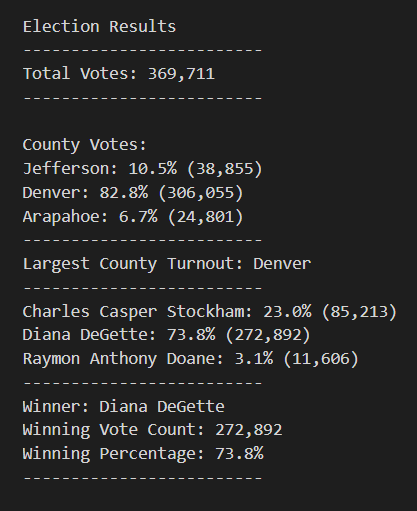 Election Results
-------------------------
Total Votes: 369,711
-------------------------

County Votes:
Jefferson: 10.5% (38,855)
Denver: 82.8% (306,055)
Arapahoe: 6.7% (24,801)
-------------------------
Largest County Turnout: Denver
-------------------------
Charles Casper Stockham: 23.0% (85,213)
Diana DeGette: 73.8% (272,892)
Raymon Anthony Doane: 3.1% (11,606)
-------------------------
Winner: Diana DeGette
Winning Vote Count: 272,892
Winning Percentage: 73.8%
-------------------------